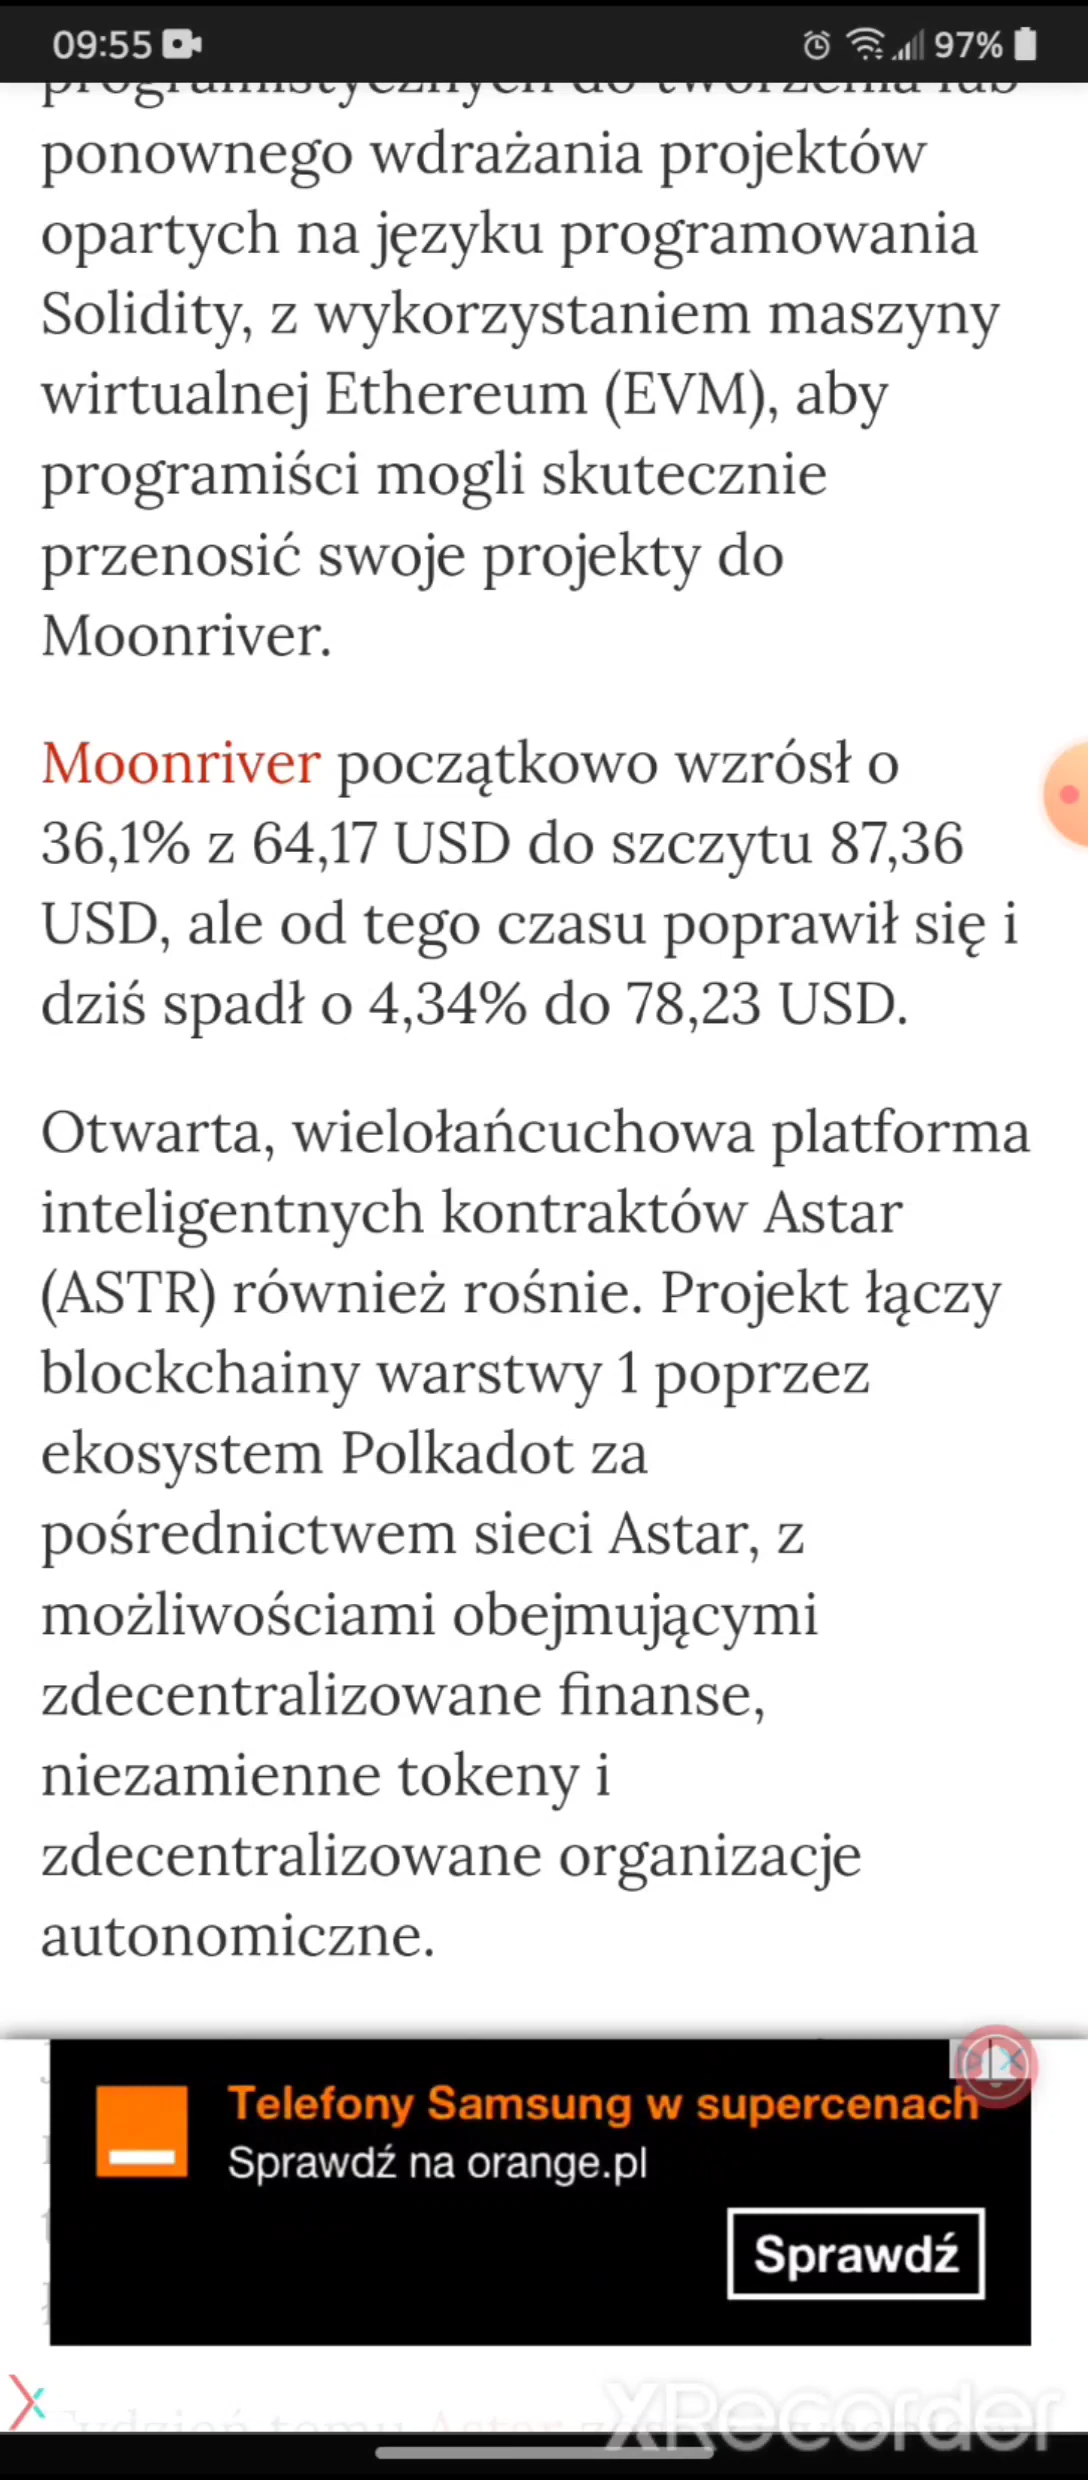 09:55
97%
programistycznych do tworzenia lub
ponownego wdrażania projektów
opartych na języku programowania
Solidity, z wykorzystaniem maszyny
wirtualnej Ethereum (EVM), aby
programiści mogli skutecznie
przenosić swoje projekty do
Moonriver.
Moonriver początkowo wzrósł o
36,1% z 64,17 USD do szczytu 87,36
USD, ale od tego czasu poprawił się i
dziś spadł o 4,34% do 78,23 USD.
Otwarta, wielołańcuchowa platforma
inteligentnych kontraktów Astar
(ASTR) również rośnie. Projekt łączy
blockchainy warstwy 1 poprzez
ekosystem Polkadot za
pośrednictwem sieci Astar, z
możliwościami obejmującymi
zdecentralizowane finanse,
niezamienne tokeny i
zdecentralizowane organizacje
autonomiczne.
Telefony Samsung w supercenach
Sprawdź na orange.pl
Sprawdź
XRecorder